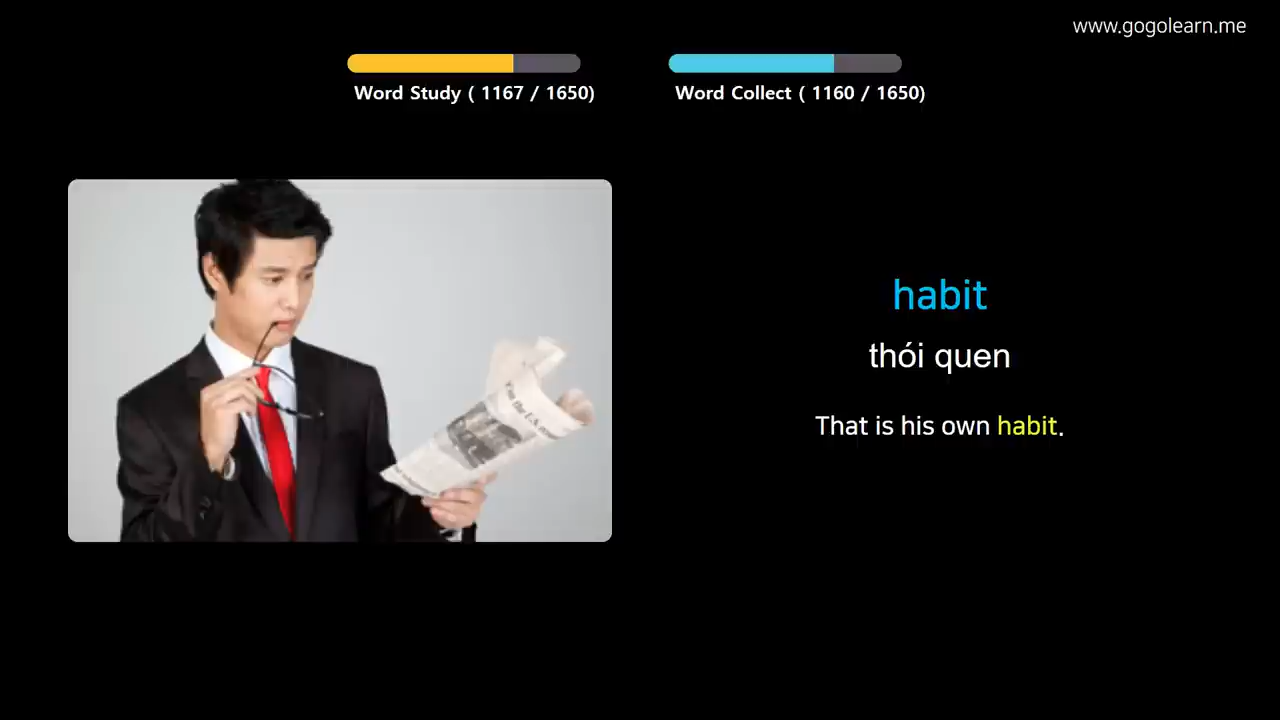 www.gogolearn.me
Word Study ( 1167 / 1650)
Word Collect ( 1160 / 1650)
habit
thói quen
That is his own habit.